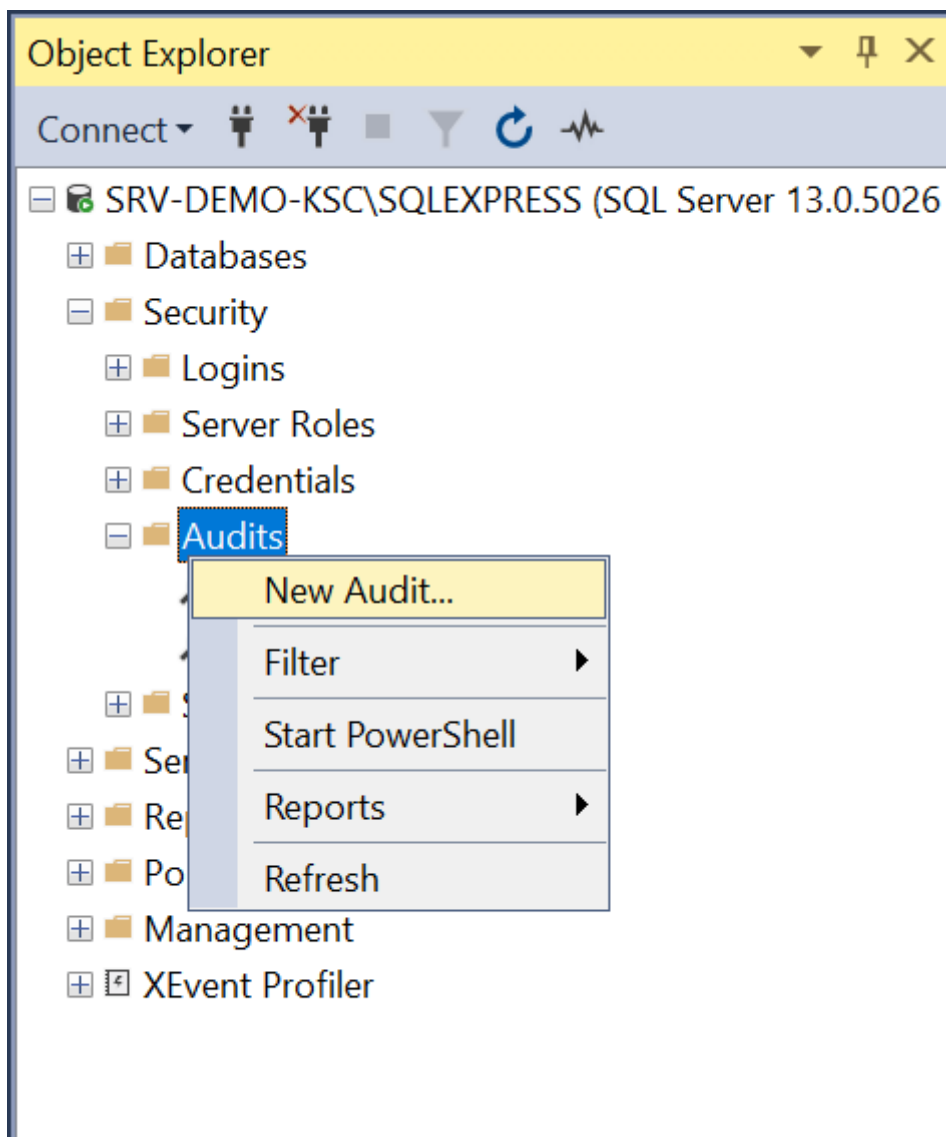 Object Explorer
Connect
SRV-DEMO-KSC\SQLEXPRESS (SQL Server 13.0.5026
Databases
Security
Logins
Server Roles
Credentials
Audits
New Audit...
Filter
Start PowerShell
Reports
Refresh
Management
XEvent Profiler